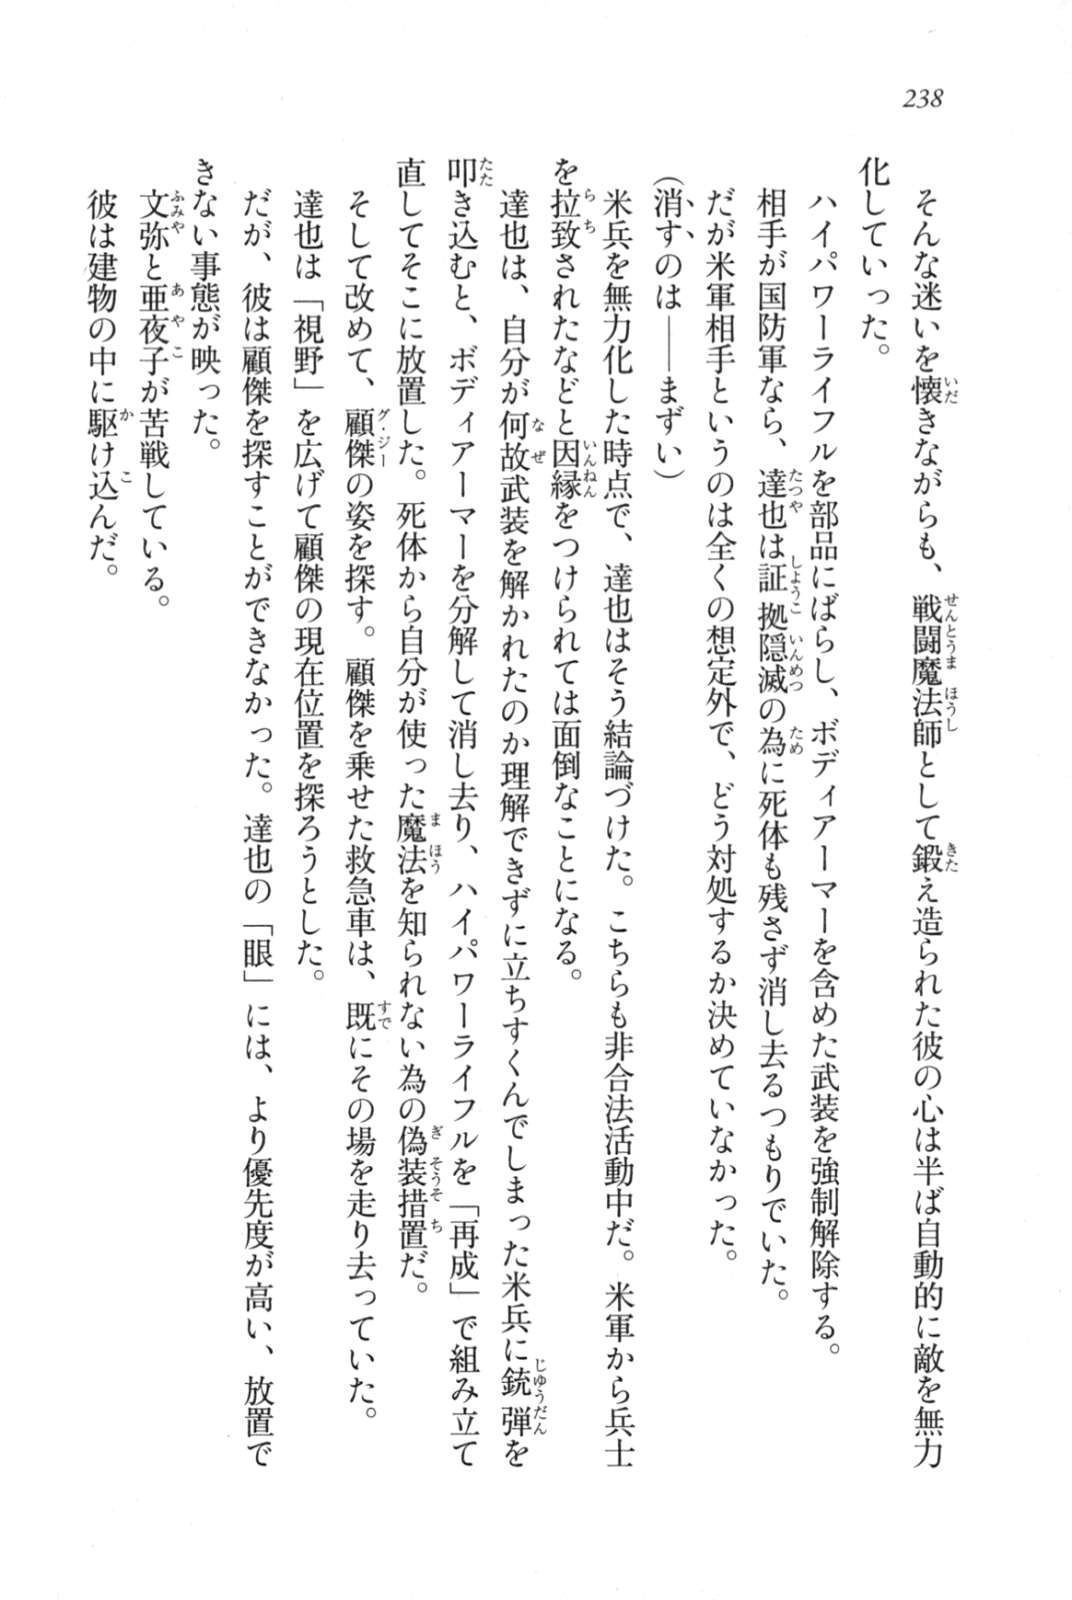 238
そんな迷いを懐きながらも、戦闘魔法師として鍛え造られた彼の心は半ば自動的に敵を無力
化していった。
ハイパワーライフルを部品にばらし、ボディアーマーを含めた武装を強制解除する。
相手が国防軍なら、達也は証拠隠滅の為に死体も残さず消し去るつもりでいた。
だが米軍相手というのは全くの想定外で、どう対処するか決めていなかった。
（消すのは――まずい）
米兵を無力化した時点で、達也はそう結論づけた。こちらも非合法活動中だ。米軍から兵士
を拉致されたなどと因縁をつけられては面倒なことになる。
達也は、自分が何故武装を解かれたのか理解できずに立ちすくんでしまった米兵に銃弾を
叩き込むと、ボディアーマーを分解して消し去り、ハイパワーライフルを「再成」で組み立て
直してそこに放置した。死体から自分が使った魔法を知られない為の偽装措置だ。
そして改めて、顧傑の姿を探す。顧傑を乗せた救急車は、既にその場を走り去っていた。
達也は「視野」を広げて顧傑の現在位置を探ろうとした。
だが、彼は顧傑を探すことができなかった。達也の「眼」には、より優先度が高い、放置で
きない事態が映った。
文弥と亜夜子が苦戦している。
彼は建物の中に駆け込んだ。